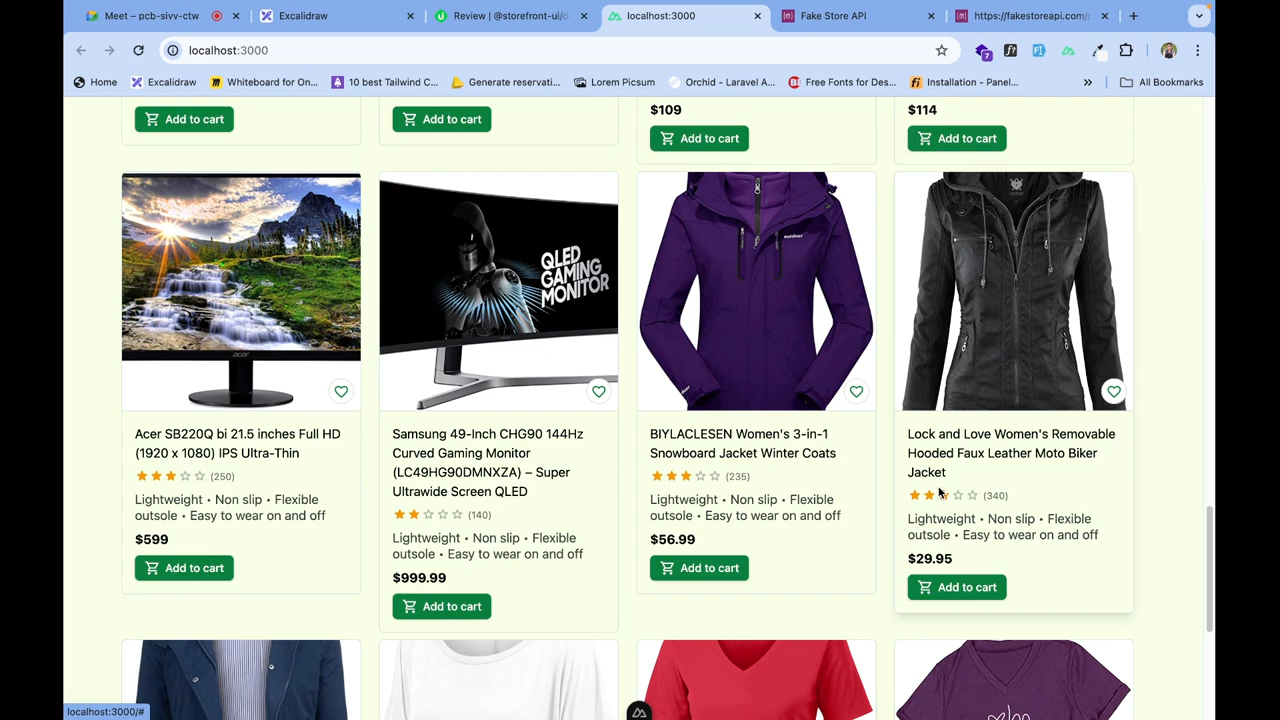 Meet – pcb-sivv-ctw
Excalidraw
Review | @storefront-ui/d
localhost:3000
Fake Store API
https://fakestoreapi.com/
localhost:3000
7
Home
Excalidraw
Whiteboard for On...
10 best Tailwind C...
Generate reservati...
Lorem Picsum
Orchid - Laravel A...
Free Fonts for Des...
Installation - Panel...
»
All Bookmarks
Add to cart
Add to cart
$109
Add to cart
$114
Add to cart
acer
QLED
GAMING
MONITOR
Outdoor
Acer SB220Q bi 21.5 inches Full HD
(1920 x 1080) IPS Ultra-Thin
(250)
Lightweight • Non slip • Flexible
outsole • Easy to wear on and off
$599
Add to cart
Samsung 49-Inch CHG90 144Hz
Curved Gaming Monitor
(LC49HG90DMNXZA) – Super
Ultrawide Screen QLED
(140)
Lightweight • Non slip • Flexible
outsole • Easy to wear on and off
$999.99
Add to cart
BIYLACLESEN Women's 3-in-1
Snowboard Jacket Winter Coats
(235)
Lightweight • Non slip • Flexible
outsole • Easy to wear on and off
$56.99
Add to cart
Lock and Love Women's Removable
Hooded Faux Leather Moto Biker
Jacket
(340)
Lightweight • Non slip • Flexible
outsole • Easy to wear on and off
$29.95
Add to cart
localhost:3000/#